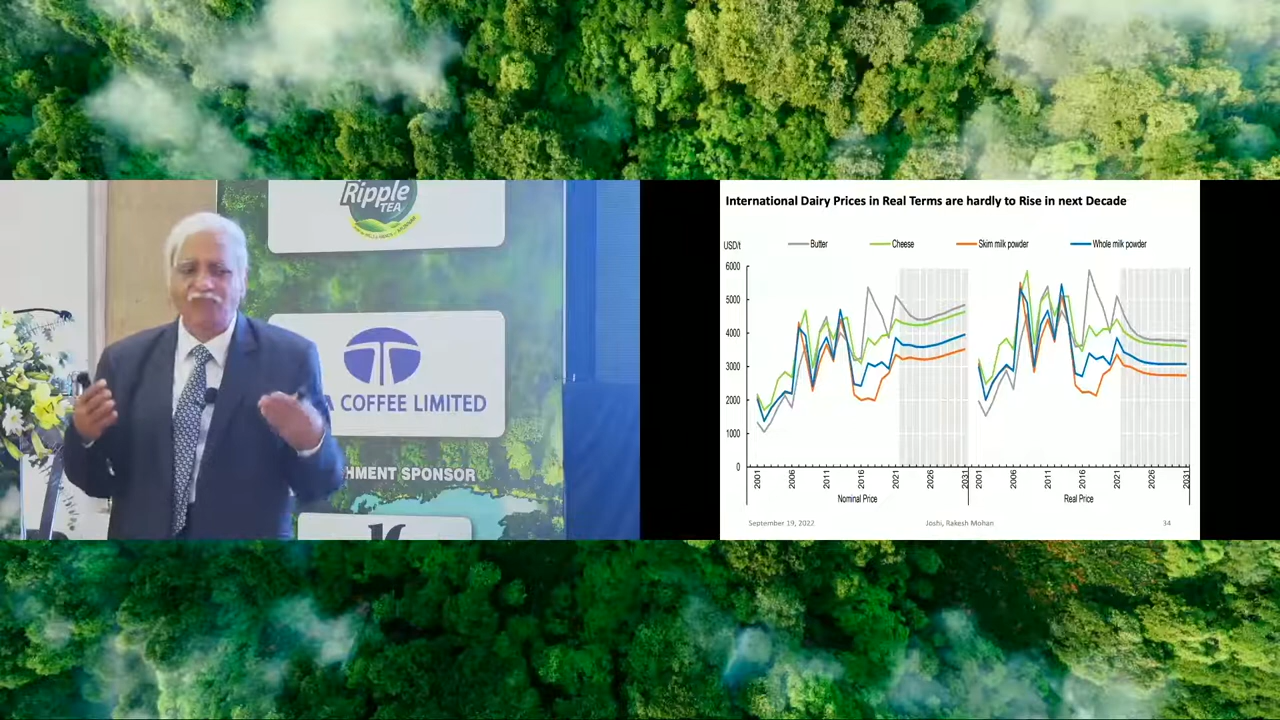 Ripple
TEA
COFFEE LIMITED
HMENT SPONSOR
International Dairy Prices in Real Terms are hardly to Rise in next Decade
USD/t
Butter
Cheese
Skim milk powder
Whole milk powder
6000
5000
4000
3000
2000
1000
0
2001
2006
2011
2016
2021
2026
2031
2001
2006
2011
2016
2021
2026
2031
Nominal Price
Real Price
September 19, 2022
Joshi, Rakesh Mohan
34